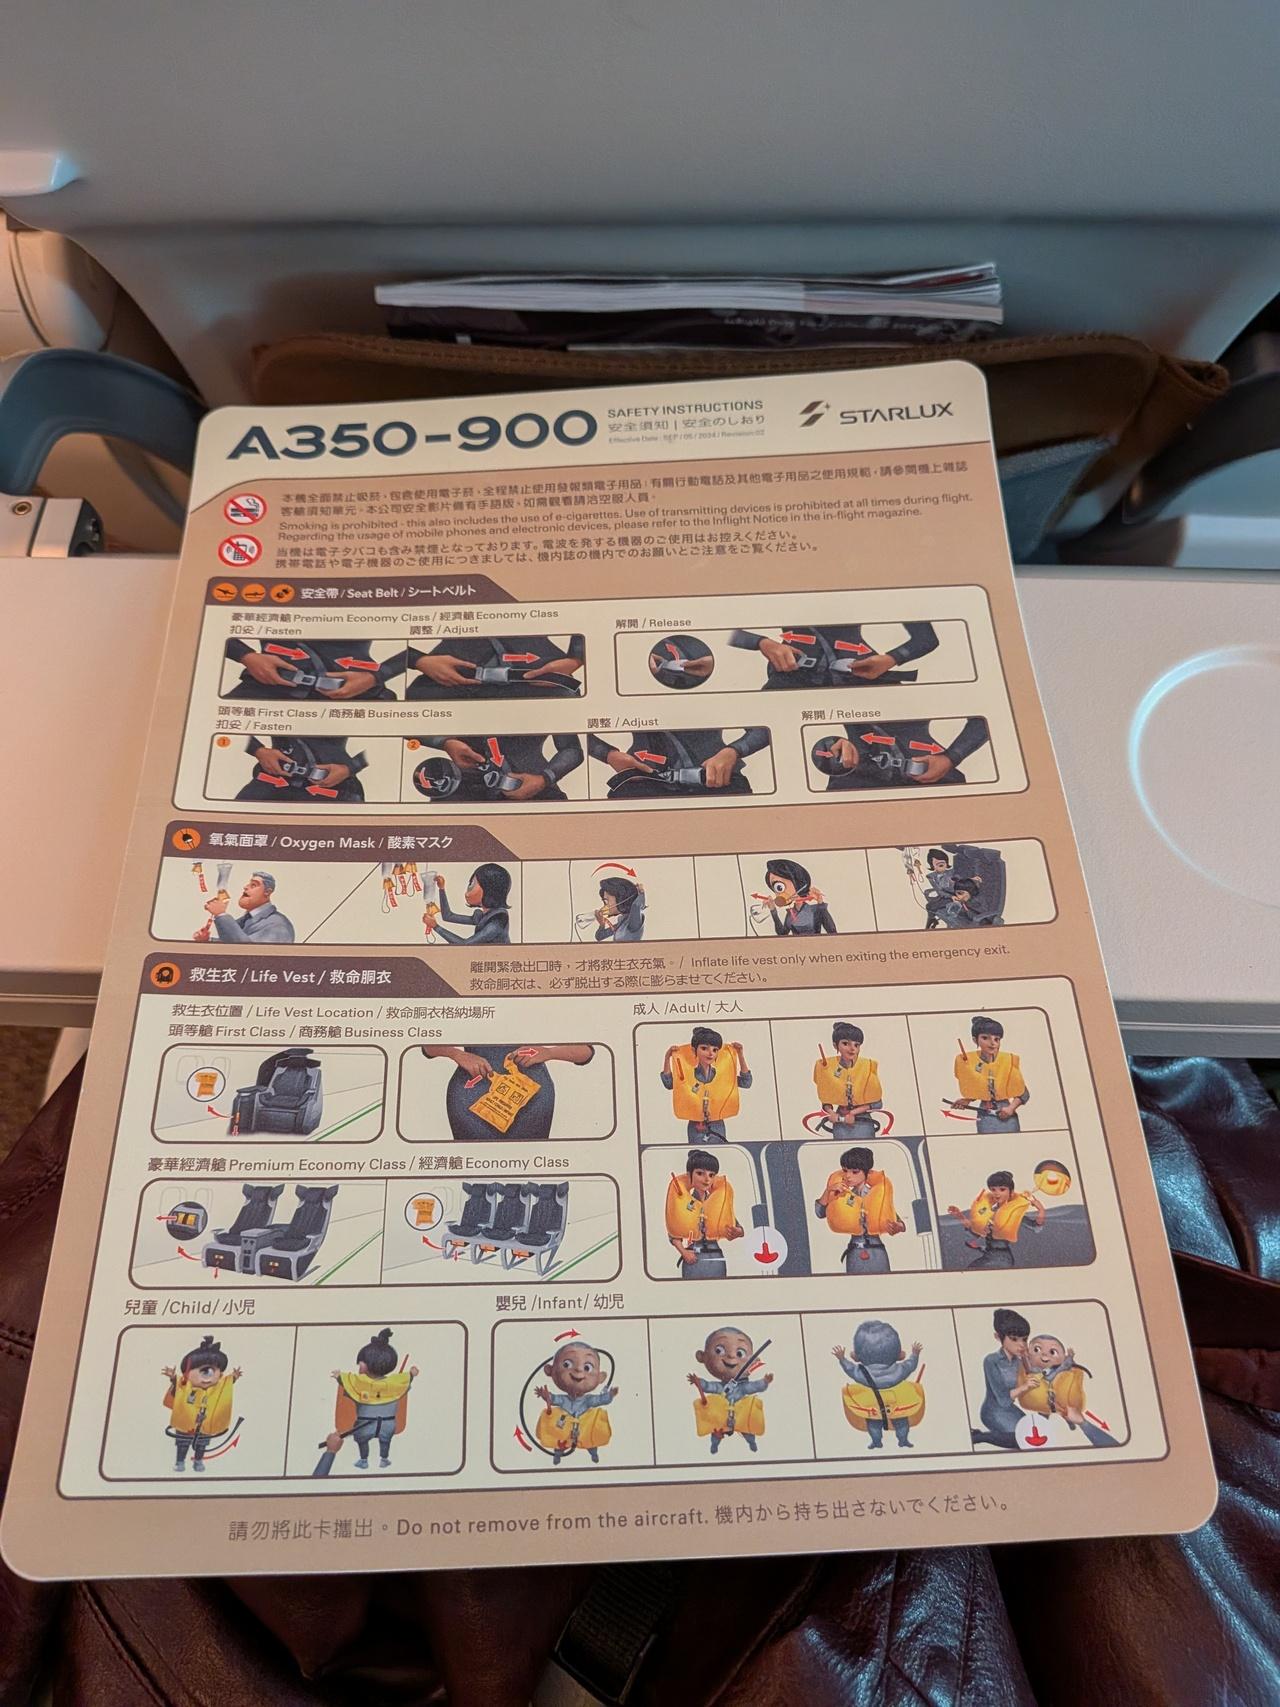 A350-900
SAFETY INSTRUCTIONS
安全須知 | 安全のしおり
Effective Date : SEP / 05 / 2024 / Revision:02
STARLUX
本機全面禁止吸菸，包含使用電子菸，全程禁止使用發報類電子用品；有關行動電話及其他電子用品之使用規範，請參閱機上雜誌
客艙須知單元。本公司安全影片備有手語版，如需觀看請洽空服人員。
Smoking is prohibited - this also includes the use of e-cigarettes. Use of transmitting devices is prohibited at all times during flight.
Regarding the usage of mobile phones and electronic devices, please refer to the Inflight Notice in the in-flight magazine.
当機は電子タバコも含み禁煙となっております。電波を発する機器のご使用はお控えください。
携帯電話や電子機器のご使用につきましては、機内誌の機内でのお願いとご注意をご覧ください。
安全帶 / Seat Belt / シートベルト
豪華經濟艙 Premium Economy Class / 經濟艙 Economy Class
扣妥 / Fasten
調整 / Adjust
解開 / Release
頭等艙 First Class / 商務艙 Business Class
扣妥 / Fasten
調整 / Adjust
解開 / Release
1
2
氧氣面罩 / Oxygen Mask / 酸素マスク
救生衣 / Life Vest / 救命胴衣
離開緊急出口時，才將救生衣充氣。 / Inflate life vest only when exiting the emergency exit.
救命胴衣は、必ず脱出する際に膨らませてください。
救生衣位置 / Life Vest Location / 救命胴衣格納場所
頭等艙 First Class / 商務艙 Business Class
成人 /Adult/ 大人
豪華經濟艙 Premium Economy Class / 經濟艙 Economy Class
兒童 /Child/ 小児
嬰兒 /Infant/ 幼児
請勿將此卡攜出。Do not remove from the aircraft. 機内から持ち出さないでください。